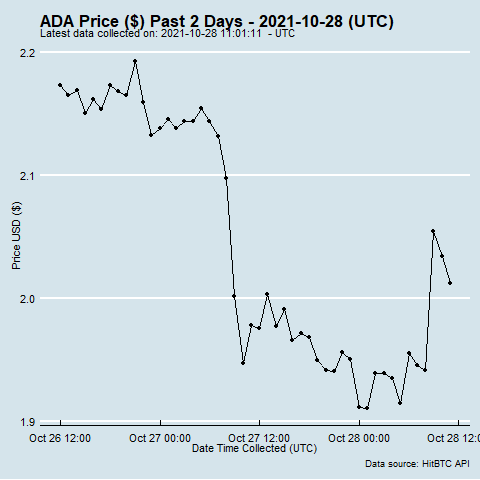 ADA Price ($) Past 2 Days - 2021-10-28 (UTC)
Latest data collected on: 2021-10-28 11:01:11  - UTC
2.2
2.1
2.0
1.9
Price USD ($)
Oct 26 12:00 Oct 27 00:00 Oct 27 12:00 Oct 28 00:00 Oct 28 12:00
Date Time Collected (UTC)
Data source: HitBTC API